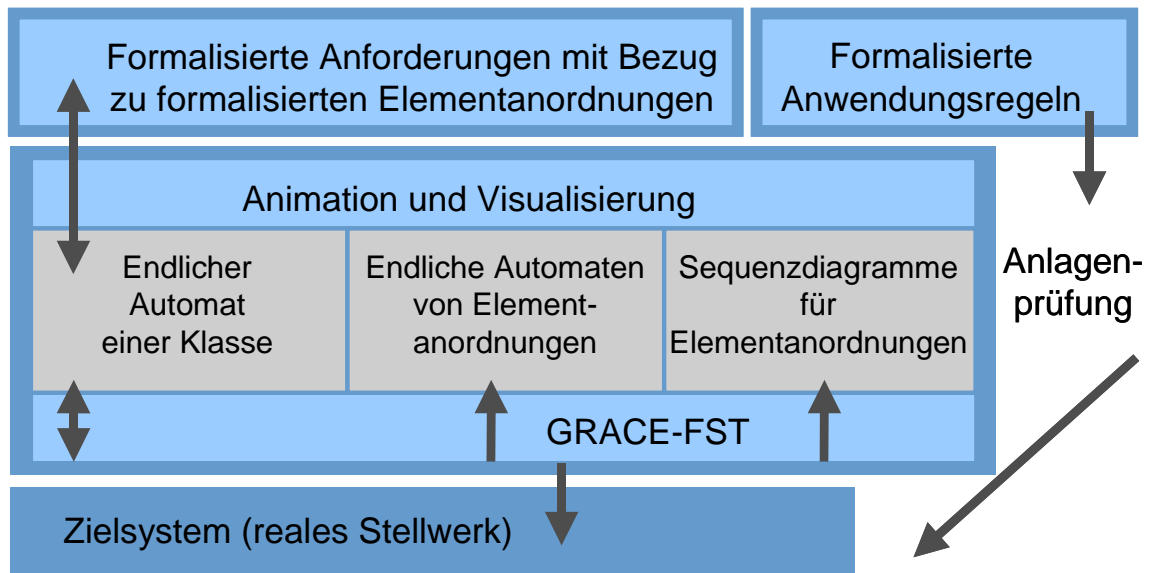 Formalisierte Anforderungen mit Bezug
zu formalisierten Elementanordnungen
Formalisierte
Anwendungsregeln
Animation und Visualisierung
Endlicher
Automat
einer Klasse
Endliche Automaten
von Element-
anordnungen
Sequenzdiagramme
für
Elementanordnungen
Anlagen-
prüfung
GRACE-FST
Zielsystem (reales Stellwerk)